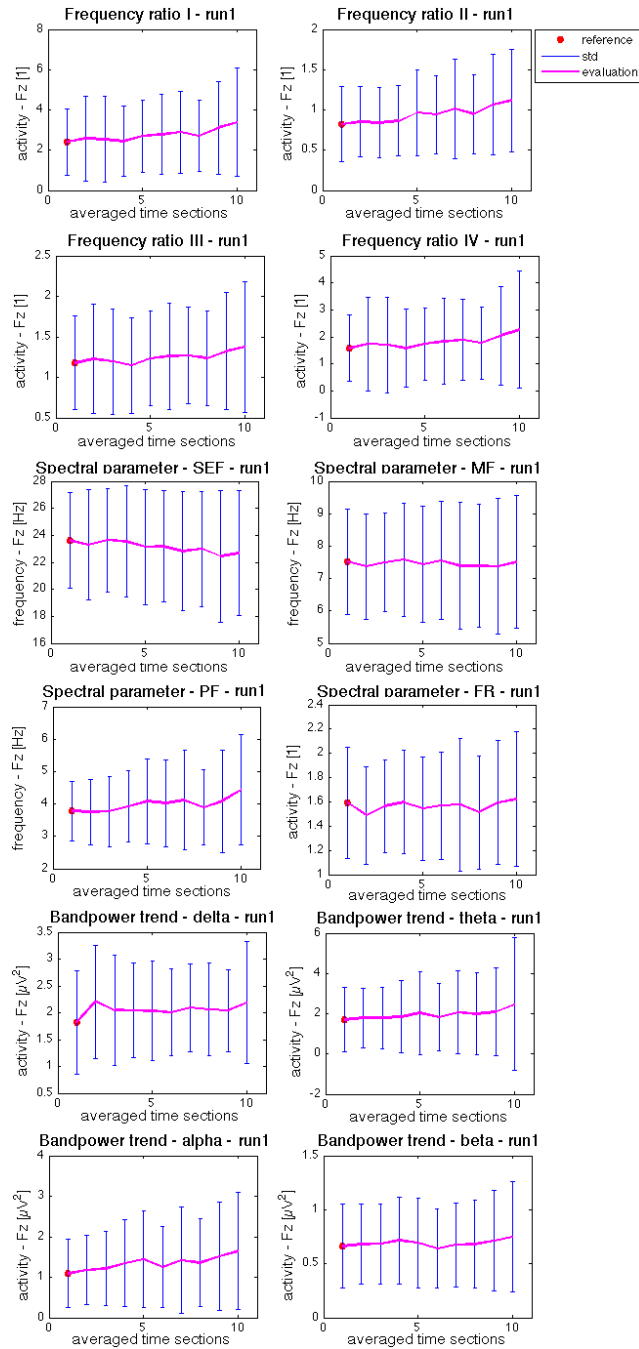 Frequency ratio I - run1
8
6
4
2
0
0
5
10
activity - Fz [1]
averaged time sections
Frequency ratio II - run1
2
1.5
1
0.5
0
0
5
10
activity - Fz [1]
averaged time sections
reference
std
evaluation
Frequency ratio III - run1
2.5
2
1.5
1
0.5
0
5
10
activity - Fz [1]
averaged time sections
Frequency ratio IV - run1
5
4
3
2
1
0
-1
0
5
10
activity - Fz [1]
averaged time sections
Spectral parameter - SEF - run1
28
26
24
22
20
18
16
0
5
10
frequency - Fz [Hz]
averaged time sections
Spectral parameter - MF - run1
10
9
8
7
6
5
0
5
10
frequency - Fz [Hz]
averaged time sections
Spectral parameter - PF - run1
7
6
5
4
3
2
0
5
10
frequency - Fz [Hz]
averaged time sections
Spectral parameter - FR - run1
2.4
2.2
2
1.8
1.6
1.4
1.2
1
0
5
10
activity - Fz [1]
averaged time sections
Bandpower trend - delta - run1
3.5
3
2.5
2
1.5
1
0.5
0
5
10
activity - Fz [µV²]
averaged time sections
Bandpower trend - theta - run1
6
4
2
0
-2
0
5
10
activity - Fz [µV²]
averaged time sections
Bandpower trend - alpha - run1
4
3
2
1
0
0
5
10
activity - Fz [µV²]
averaged time sections
Bandpower trend - beta - run1
1.5
1
0.5
0
0
5
10
activity - Fz [µV²]
averaged time sections